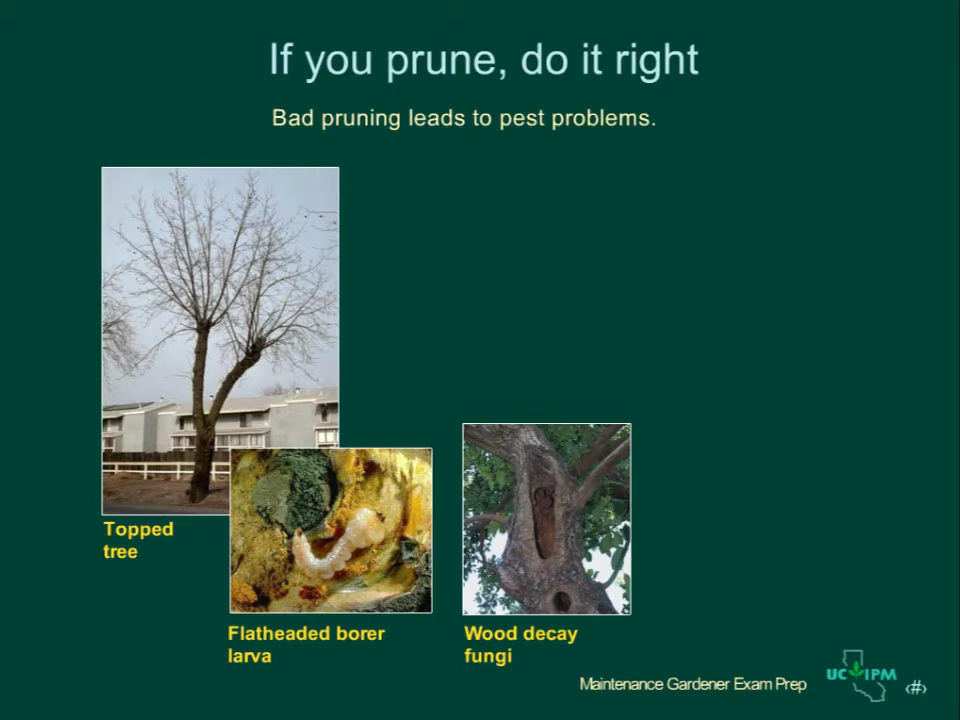 If you prune, do it right
Bad pruning leads to pest problems.
Topped
tree
Flatheaded borer
larva
Wood decay
fungi
Maintenance Gardener Exam Prep
UC IPM
‹#›